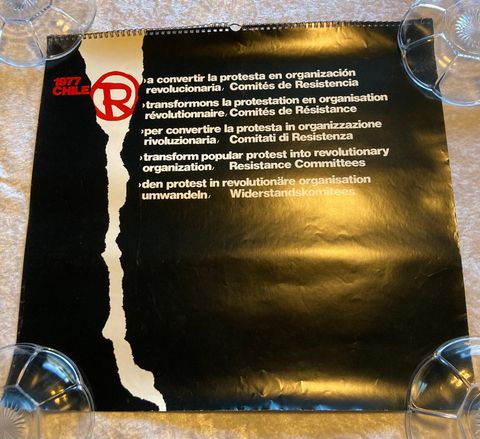 1977
CHILE
R
›a convertir la protesta en organización
revolucionaria/ Comités de Resistencia
›transformons la protestation en organisation
révolutionnaire/ Comités de Résistance
›per convertire la protesta in organizzazione
rivoluzionaria/ Comitati di Resistenza
›transform popular protest into revolutionary
organization/ Resistance Committees
›den protest in revolutionäre organisation
umwandeln/ Widerstandskomitees